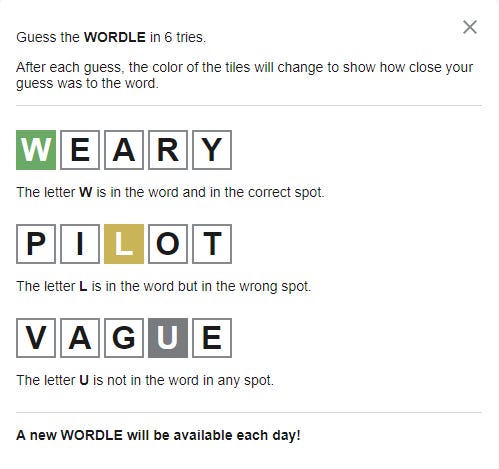 Guess the WORDLE in 6 tries.
After each guess, the color of the tiles will change to show how close your
guess was to the word.
WEARY
The letter W is in the word and in the correct spot.
PILOT
The letter L is in the word but in the wrong spot.
VAGUE
The letter U is not in the word in any spot.
A new WORDLE will be available each day!